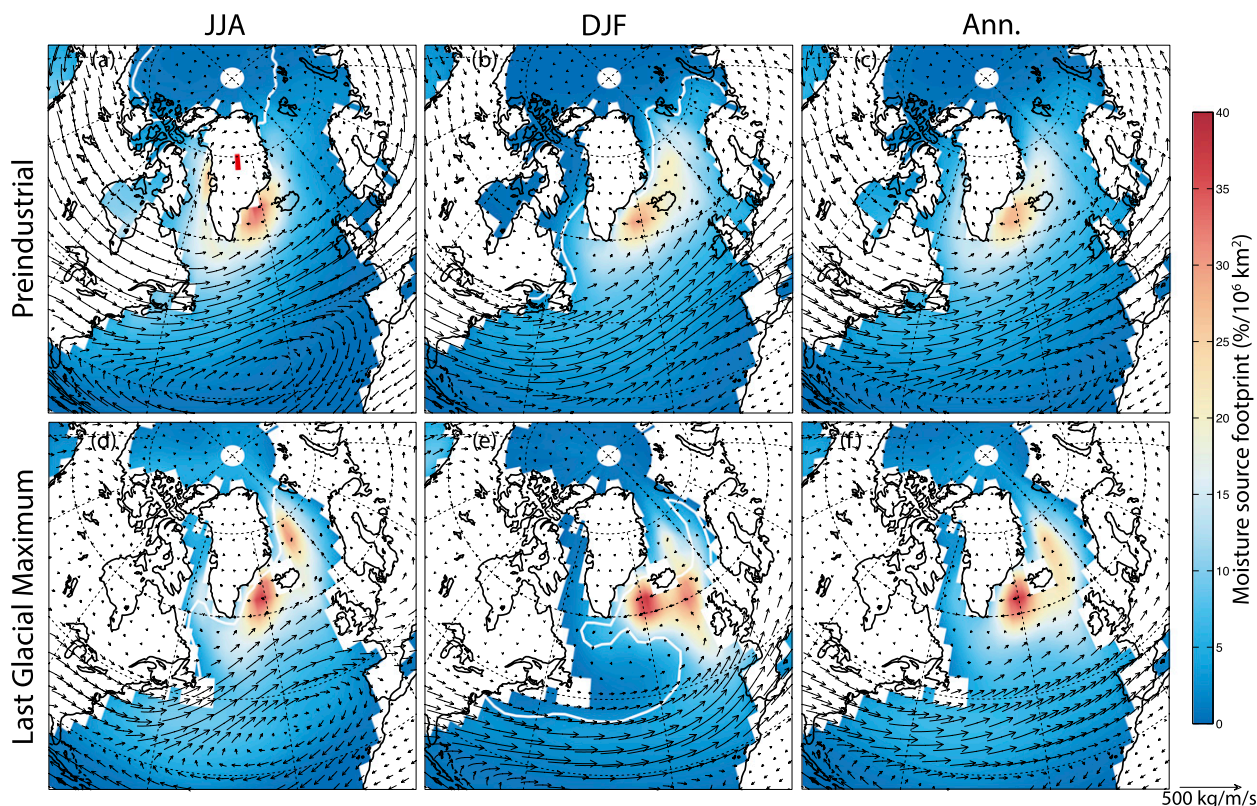 JJA DJF Ann.
(a) (b) (c)
Preindustrial
(d) (e) (f)
Last Glacial Maximum
40
35
30
25
20
15
10
5
0
Moisture source footprint (%/10⁶ km²)
500 kg/m/s